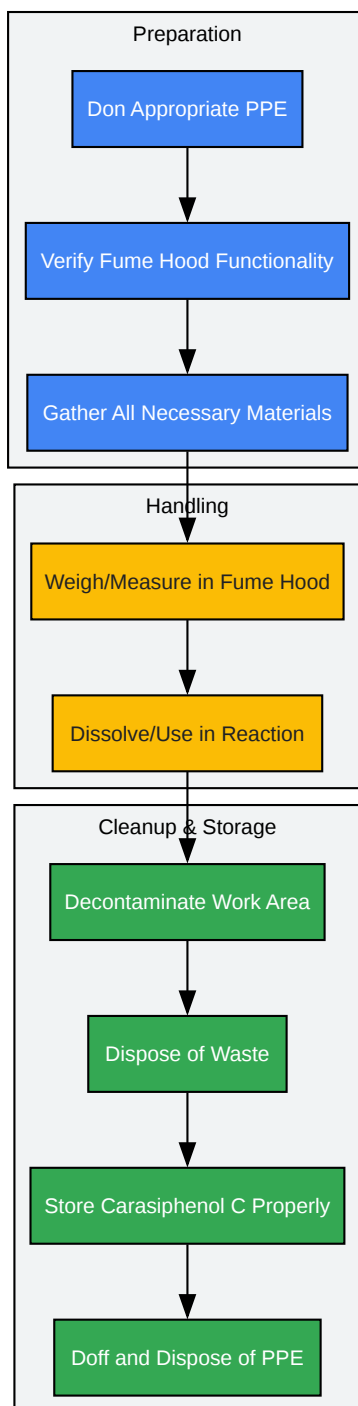 Preparation
Don Appropriate PPE
Verify Fume Hood Functionality
Gather All Necessary Materials
Handling
Weigh/Measure in Fume Hood
Dissolve/Use in Reaction
Cleanup & Storage
Decontaminate Work Area
Dispose of Waste
Store Carasiphenol C Properly
Doff and Dispose of PPE